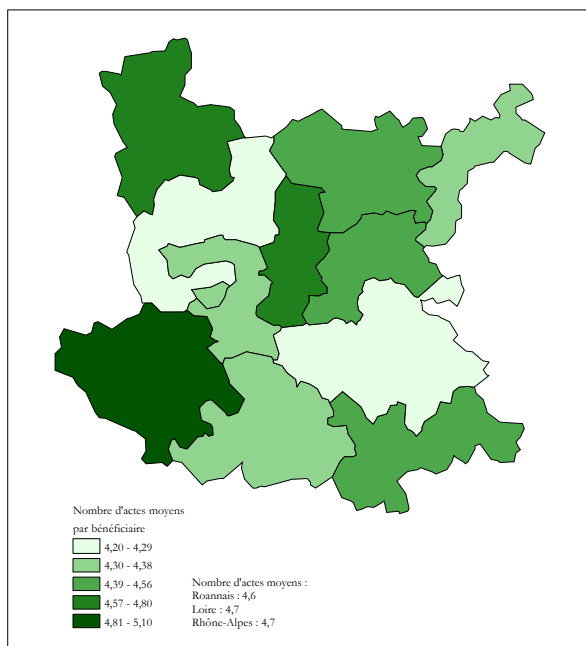 Nombre d'actes moyens
par bénéficiaire
4,20 - 4,29
4,30 - 4,38
4,39 - 4,56
4,57 - 4,80
4,81 - 5,10
Nombre d'actes moyens :
Roannais : 4,6
Loire : 4,7
Rhône-Alpes : 4,7